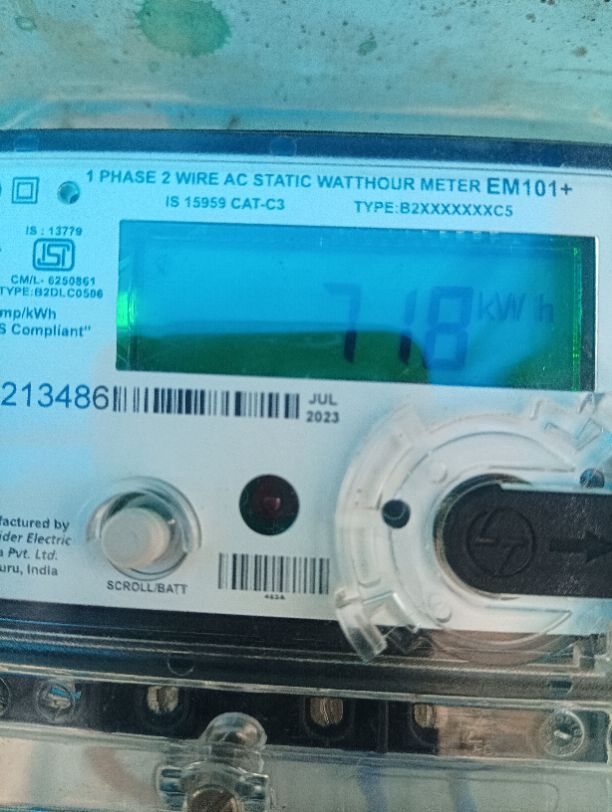 1 PHASE 2 WIRE AC STATIC WATTHOUR METER EM101+
IS 15959 CAT-C3
TYPE:B2XXXXXXXC5
IS : 13779
CM/L- 6250861
TYPE:B2DLC0506
mp/kWh
S Compliant"
718 kWh
213486
JUL
2023
factured by
ider Electric
a Pvt. Ltd.
uru, India
SCROLL/BATT